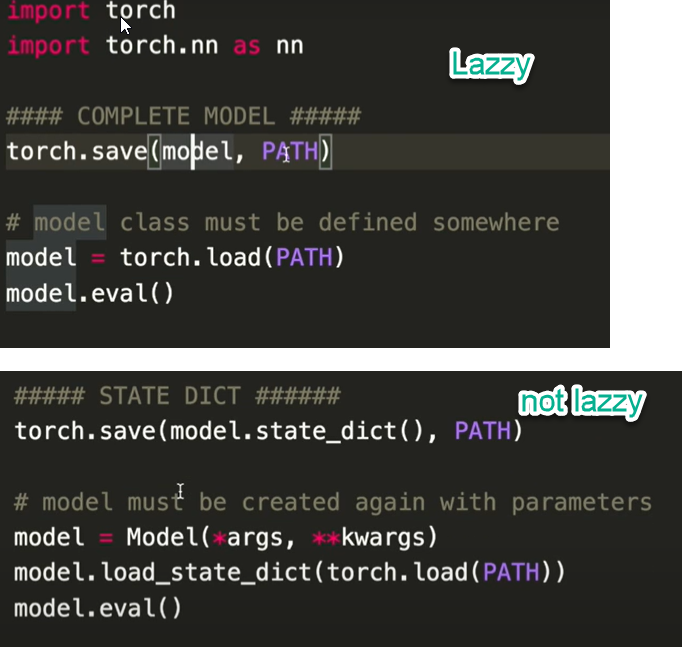 import torch
import torch.nn as nn
Lazzy
#### COMPLETE MODEL #####
torch.save(model, PATH)
# model class must be defined somewhere
model = torch.load(PATH)
model.eval()
##### STATE DICT ######
not lazzy
torch.save(model.state_dict(), PATH)
# model must be created again with parameters
model = Model(*args, **kwargs)
model.load_state_dict(torch.load(PATH))
model.eval()